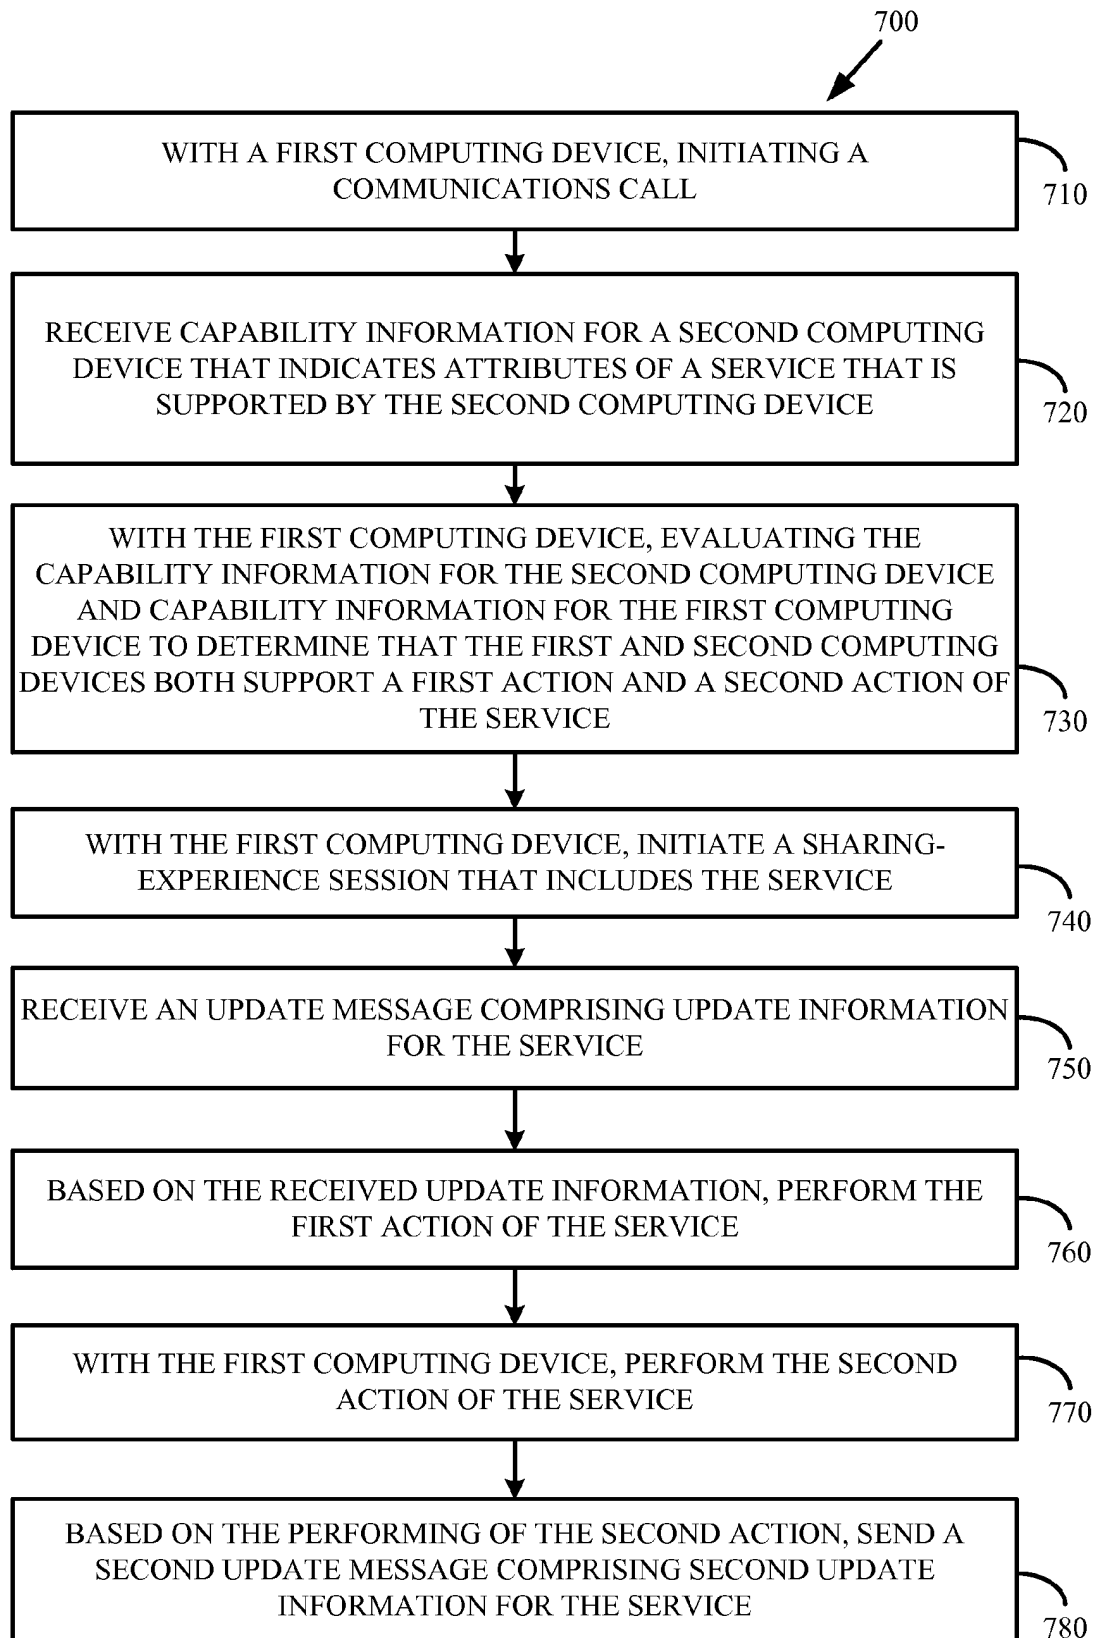 700
WITH A FIRST COMPUTING DEVICE, INITIATING A
COMMUNICATIONS CALL
710
RECEIVE CAPABILITY INFORMATION FOR A SECOND COMPUTING
DEVICE THAT INDICATES ATTRIBUTES OF A SERVICE THAT IS
SUPPORTED BY THE SECOND COMPUTING DEVICE
720
WITH THE FIRST COMPUTING DEVICE, EVALUATING THE
CAPABILITY INFORMATION FOR THE SECOND COMPUTING DEVICE
AND CAPABILITY INFORMATION FOR THE FIRST COMPUTING
DEVICE TO DETERMINE THAT THE FIRST AND SECOND COMPUTING
DEVICES BOTH SUPPORT A FIRST ACTION AND A SECOND ACTION OF
THE SERVICE
730
WITH THE FIRST COMPUTING DEVICE, INITIATE A SHARING-
EXPERIENCE SESSION THAT INCLUDES THE SERVICE
740
RECEIVE AN UPDATE MESSAGE COMPRISING UPDATE INFORMATION
FOR THE SERVICE
750
BASED ON THE RECEIVED UPDATE INFORMATION, PERFORM THE
FIRST ACTION OF THE SERVICE
760
WITH THE FIRST COMPUTING DEVICE, PERFORM THE SECOND
ACTION OF THE SERVICE
770
BASED ON THE PERFORMING OF THE SECOND ACTION, SEND A
SECOND UPDATE MESSAGE COMPRISING SECOND UPDATE
INFORMATION FOR THE SERVICE
780